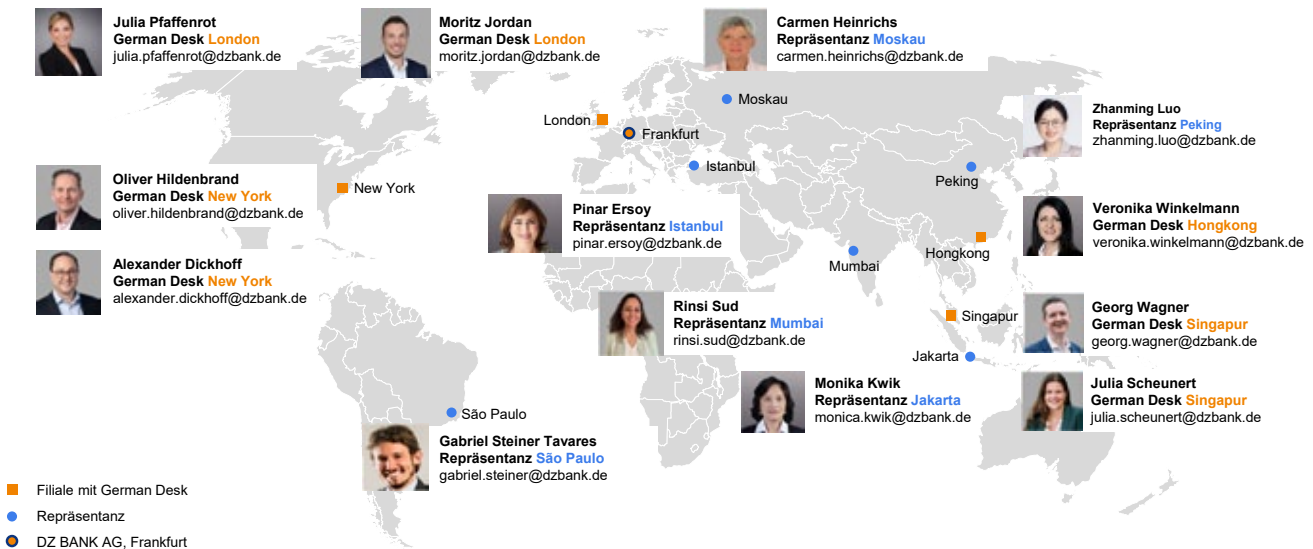 Julia Pfaffenrot
German Desk London
julia.pfaffenrot@dzbank.de
Moritz Jordan
German Desk London
moritz.jordan@dzbank.de
Carmen Heinrichs
Repräsentanz Moskau
carmen.heinrichs@dzbank.de
Moskau
London
Frankfurt
Istanbul
Zhanming Luo
Repräsentanz Peking
zhanming.luo@dzbank.de
Peking
Oliver Hildenbrand
German Desk New York
oliver.hildenbrand@dzbank.de
New York
Pinar Ersoy
Repräsentanz Istanbul
pinar.ersoy@dzbank.de
Veronika Winkelmann
German Desk Hongkong
veronika.winkelmann@dzbank.de
Hongkong
Mumbai
Alexander Dickhoff
German Desk New York
alexander.dickhoff@dzbank.de
Rinsi Sud
Repräsentanz Mumbai
rinsi.sud@dzbank.de
Singapur
Georg Wagner
German Desk Singapur
georg.wagner@dzbank.de
Jakarta
Monika Kwik
Repräsentanz Jakarta
monica.kwik@dzbank.de
Julia Scheunert
German Desk Singapur
julia.scheunert@dzbank.de
São Paulo
Gabriel Steiner Tavares
Repräsentanz São Paulo
gabriel.steiner@dzbank.de
Filiale mit German Desk
Repräsentanz
DZ BANK AG, Frankfurt